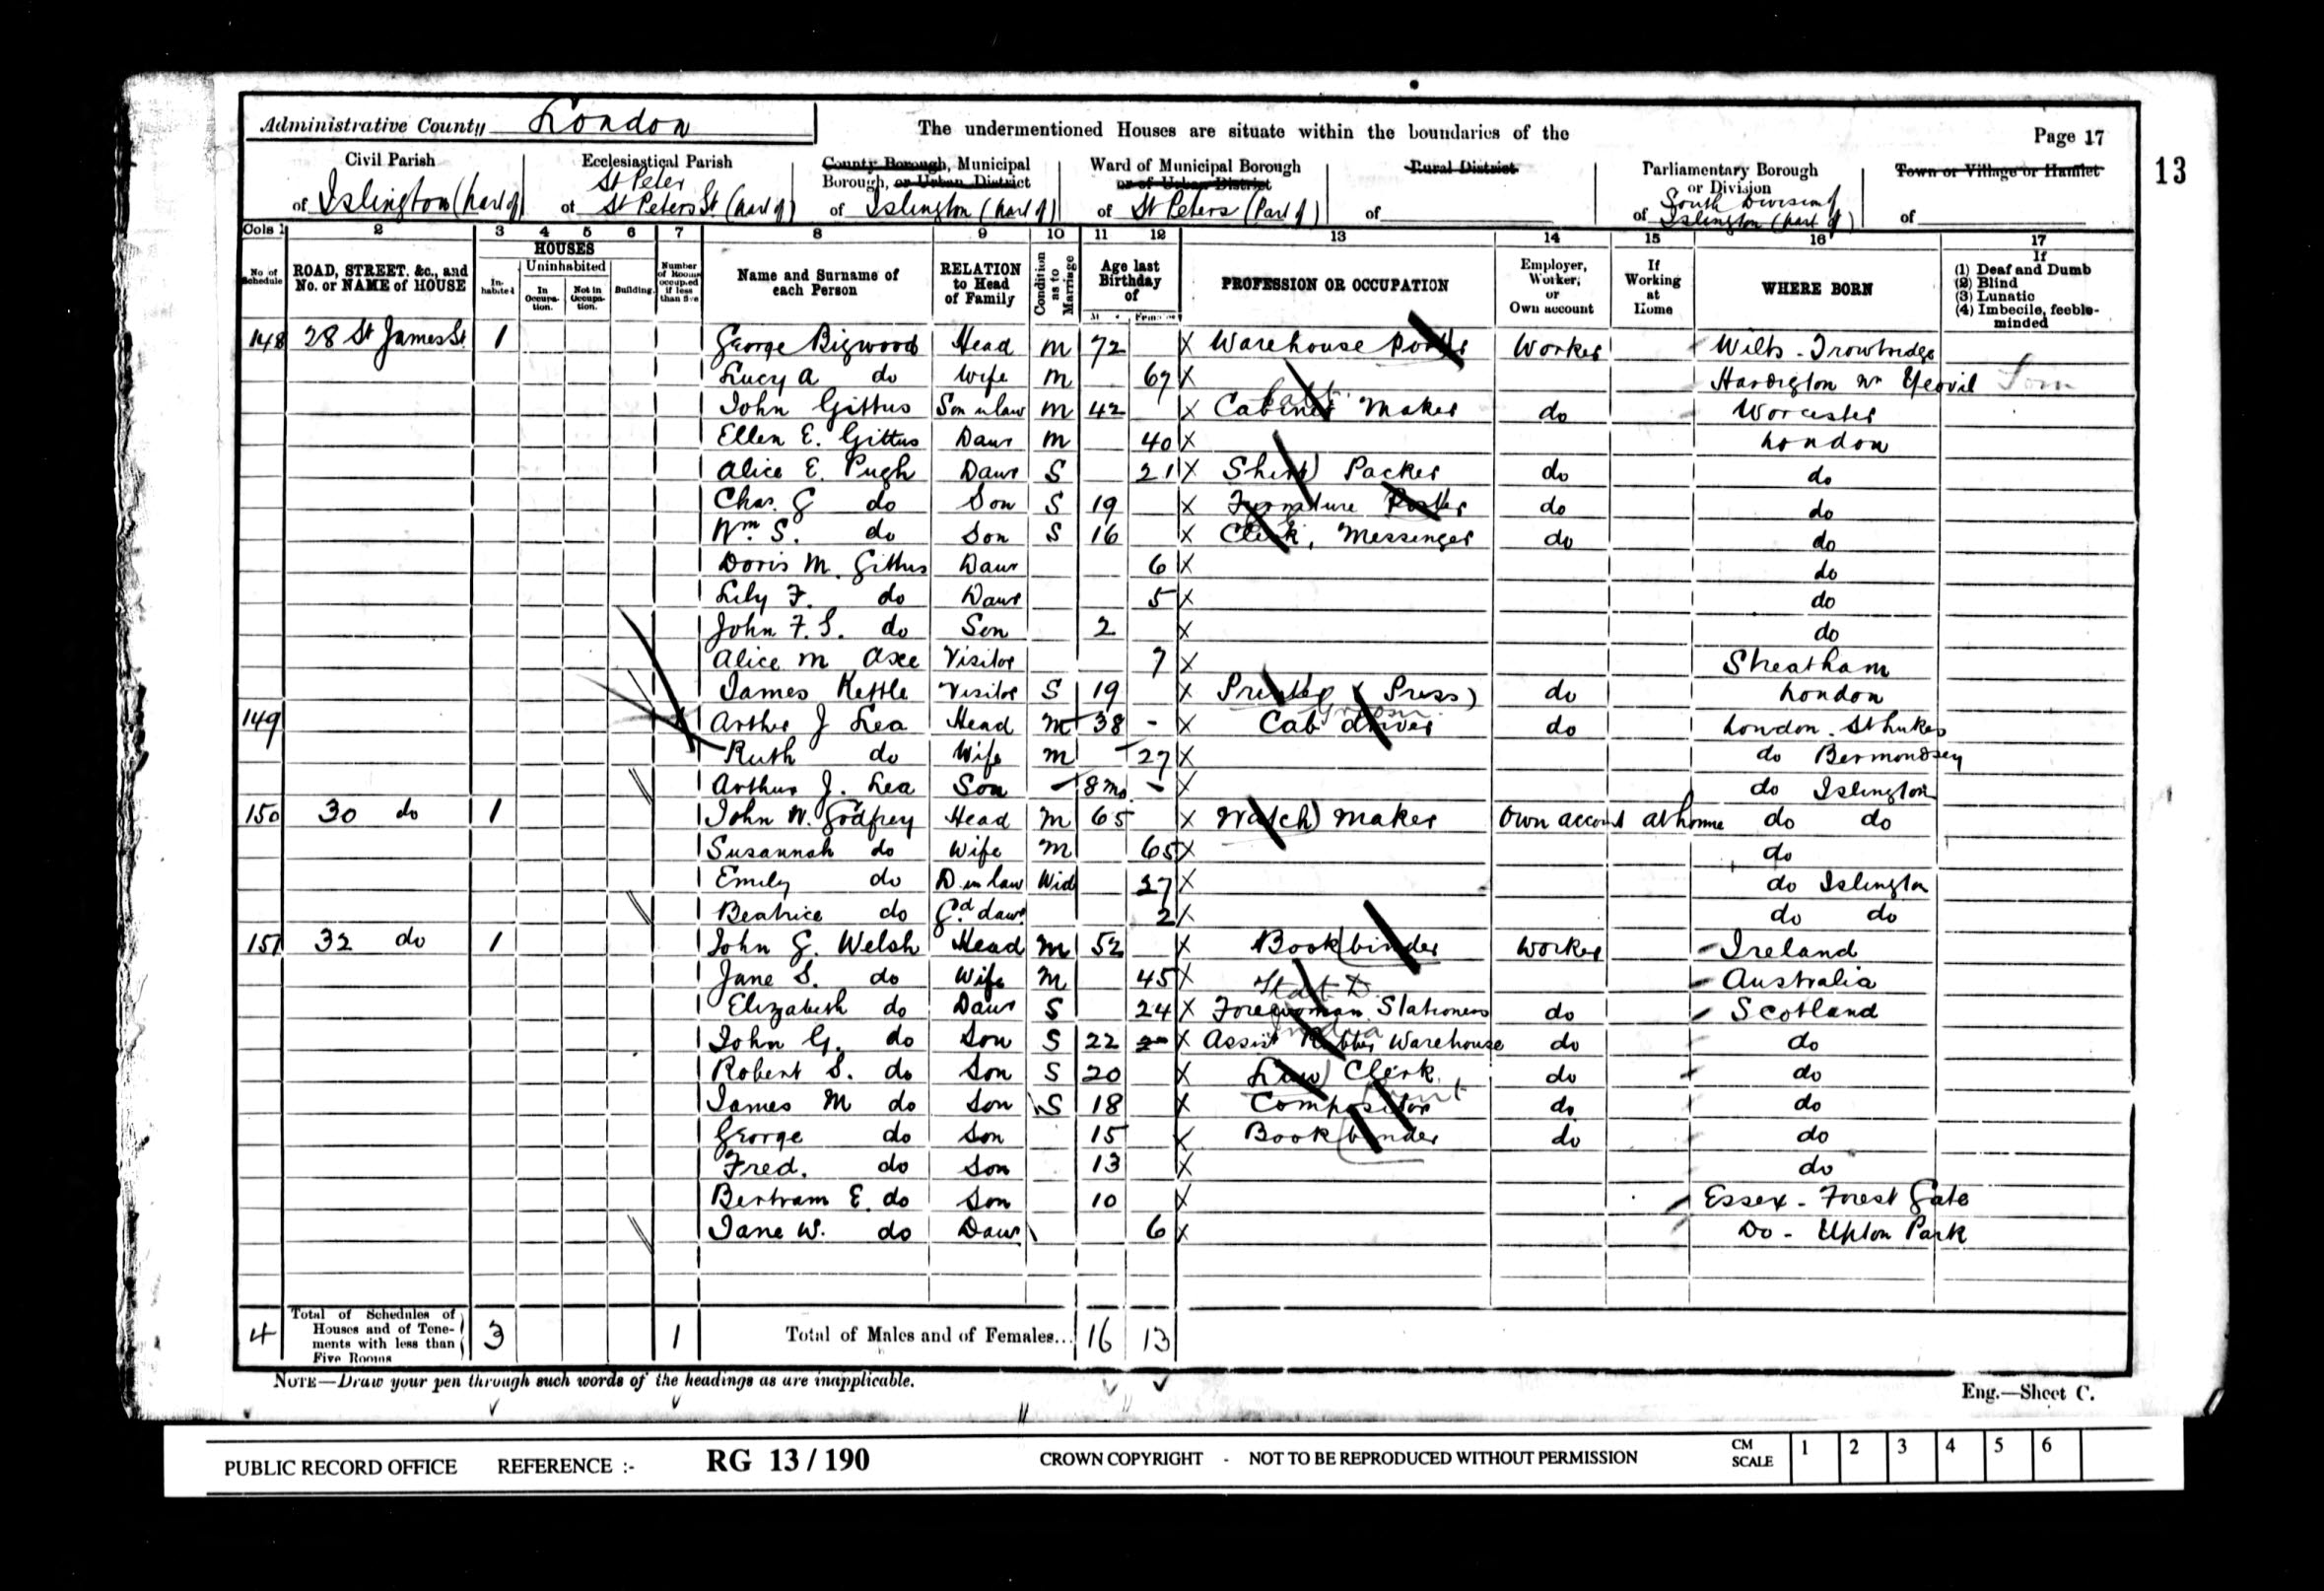 Administrative County London
The undermentioned Houses are situate within the boundaries of the
Page 17
13
Civil Parish of Islington (part of)
Ecclesiastical Parish of St Peter St Peters St (part of)
County Borough, Municipal Borough, or Urban District of Islington (part of)
Ward of Municipal Borough or of Urban District of St Peters (Part of)
Rural District of
Parliamentary Borough or Division of South Division of Islington (part of)
Town or Village or Hamlet of
Cols 1 2 3 4 5 6 7 8 9 10 11 12 13 14 15 16 17
No of Schedule
ROAD, STREET, &c., and No. or NAME of HOUSE
HOUSES
In-habited
Uninhabited
In Occupa-tion.
Not in Occupa-tion.
Building.
Number of Rooms occupied if less than five
Name and Surname of each Person
RELATION to Head of Family
Condition as to Marriage
Age last Birthday of
PROFESSION OR OCCUPATION
Employer, Worker, or Own account
If Working at Home
WHERE BORN
If
(1) Deaf and Dumb
(2) Blind
(3) Lunatic
(4) Imbecile, feeble-minded
148 28 St James St. 1 George Bigwood Head m 72 X Warehouse Porter Worker Wilts - Trowbridge
Lucy A do Wife m 67 X Hardigton nr Yeovil Som
John Gittus Son in law m 42 X Cabinet Maker do Worcester
Ellen E. Gittus Daur m 40 X London
Alice E. Pugh Daur S 21 X Shirt Packer do do
Chas. G do Son S 19 X Furniture Porter do do
Wm S. do Son S 16 X Clerk, Messenger do do
Doris M. Gittus Daur 6 X do
Lily F. do Daur 5 X do
John F. S. do Son 2 X do
Alice M Axe Visitor 7 X Streatham
James Kettle Visitor S 19 X Printer (Press) do London
149 Arthur J Lea Head m 38 - X Cab driver Groom do London. St Lukes
Ruth do Wife m 27 X do Bermondsey
Arthur J. Lea Son 8 mo. X do Islington
150 30 do 1 John W. Godfrey Head m 65 X Watch maker Own account at home do do
Susannah do Wife m 65 X do
Emily do D in law Wid 27 X do Islington
Beatrice do Gd daur 2 X do do
151 32 do 1 John G. Welsh Head m 52 X Book binder Worker Ireland
Jane S. do Wife m 45 X Australia
Elizabeth do Daur S 24 X Forewoman Stationers do Scotland
John G. do Son S 22 X Assist Rubber Warehouse India do do
Robert S. do Son S 20 X Law Clerk do do
James M do Son S 18 X Compositor Print do do
George do Son 15 X Book binder do do
Fred. do Son 13 X do
Bertram E. do Son 10 X Essex - Forest Gate
Jane W. do Daur 6 X Do - Upton Park
4 Total of Schedules of Houses and of Tene-ments with less than Five Rooms 3 1 Total of Males and of Females... 16 13
NOTE—Draw your pen through such words of the headings as are inapplicable.
Eng.—Sheet C.
PUBLIC RECORD OFFICE REFERENCE :- RG 13/190 CROWN COPYRIGHT - NOT TO BE REPRODUCED WITHOUT PERMISSION CM SCALE 1 2 3 4 5 6